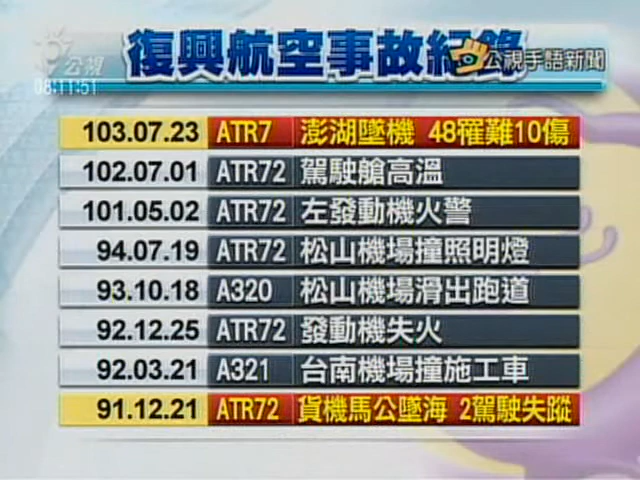 復興航空事故紀錄
公視手語新聞
公視
08:11:51
103.07.23 ATR7 澎湖墜機 48罹難10傷
102.07.01 ATR72 駕駛艙高溫
101.05.02 ATR72 左發動機火警
94.07.19 ATR72 松山機場撞照明燈
93.10.18 A320 松山機場滑出跑道
92.12.25 ATR72 發動機失火
92.03.21 A321 台南機場撞施工車
91.12.21 ATR72 貨機馬公墜海 2駕駛失蹤